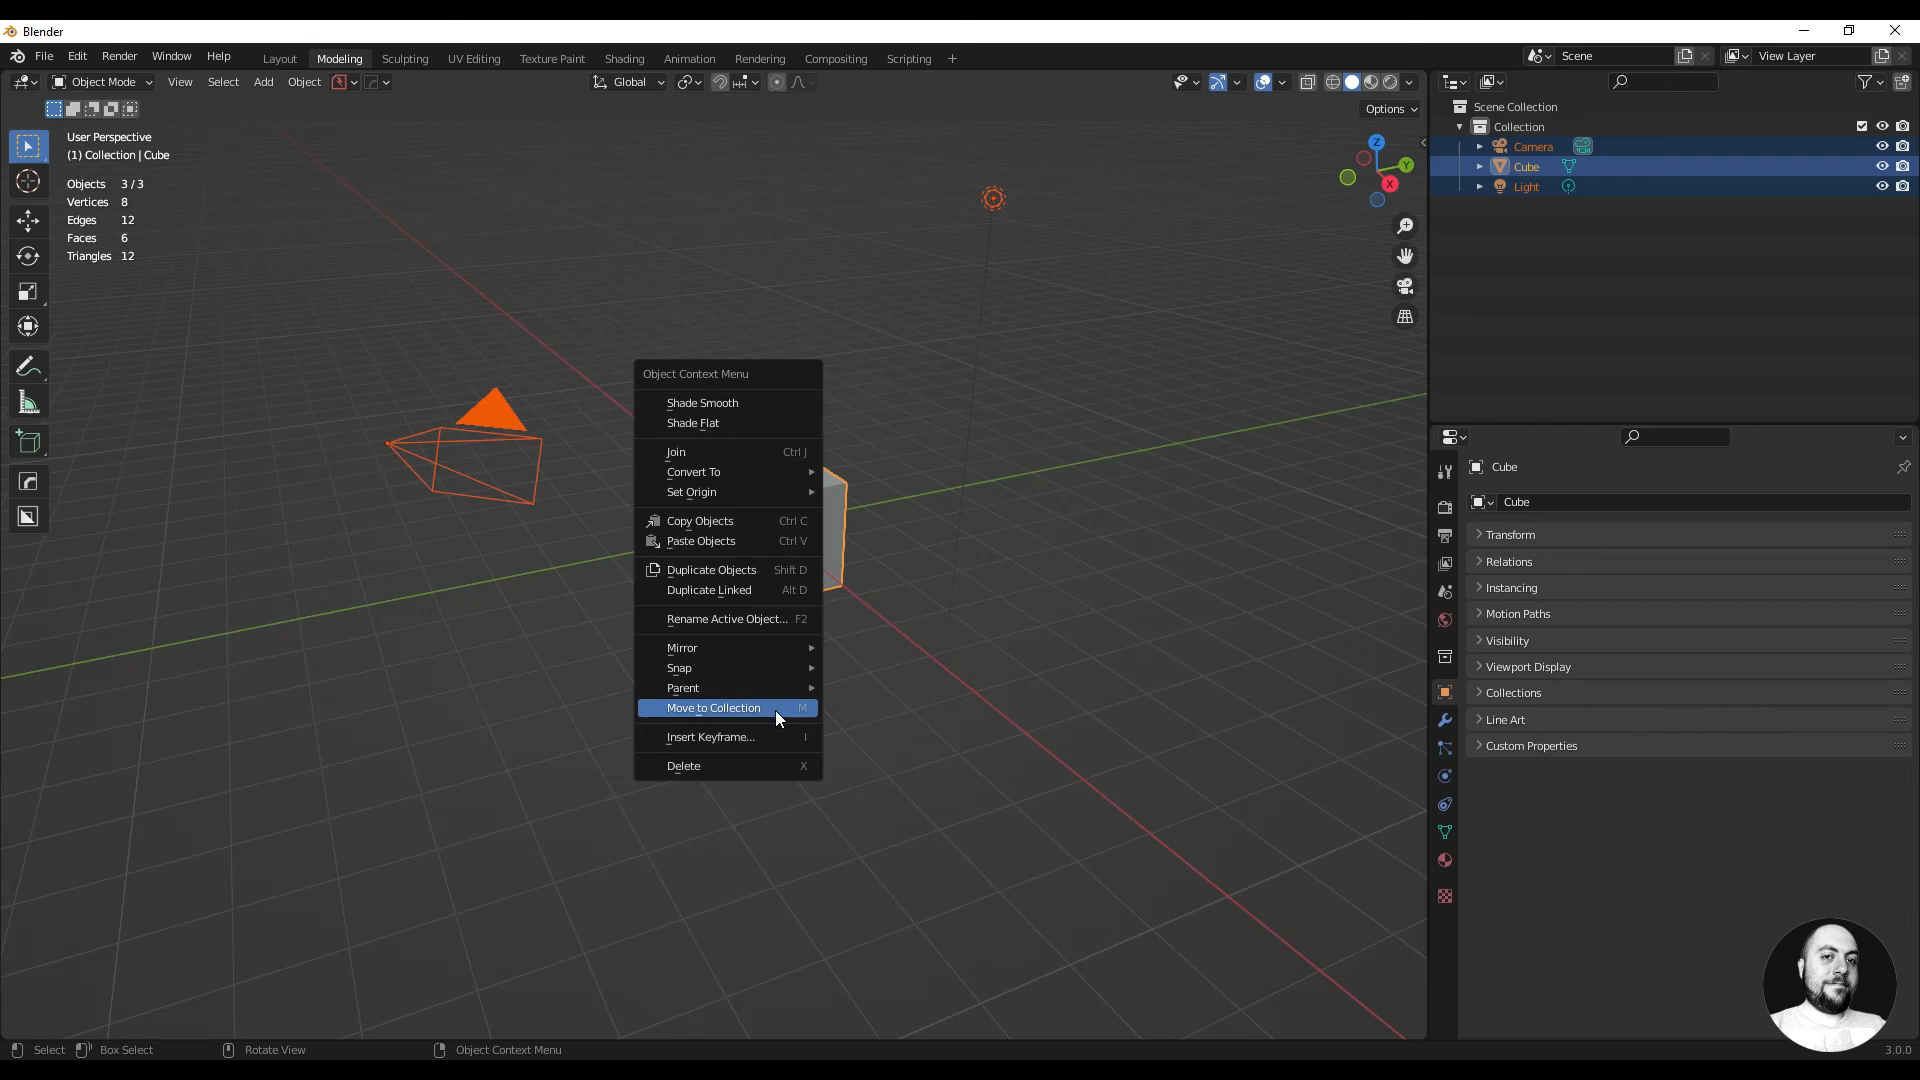 Blender
File Edit Render Window Help
Layout Modeling Sculpting UV Editing Texture Paint Shading Animation Rendering Compositing Scripting +
Scene
View Layer
Object Mode
View Select Add Object
Global
Options
User Perspective
(1) Collection | Cube
Objects 3 / 3
Vertices 8
Edges 12
Faces 6
Triangles 12
Z
Y
X
Object Context Menu
Shade Smooth
Shade Flat
Join Ctrl J
Convert To
Set Origin
Copy Objects Ctrl C
Paste Objects Ctrl V
Duplicate Objects Shift D
Duplicate Linked Alt D
Rename Active Object... F2
Mirror
Snap
Parent
Move to Collection M
Insert Keyframe... I
Delete X
Scene Collection
Collection
Camera
Cube
Light
Cube
Cube
Transform
Relations
Instancing
Motion Paths
Visibility
Viewport Display
Collections
Line Art
Custom Properties
Select Box Select Rotate View Object Context Menu
3.0.0